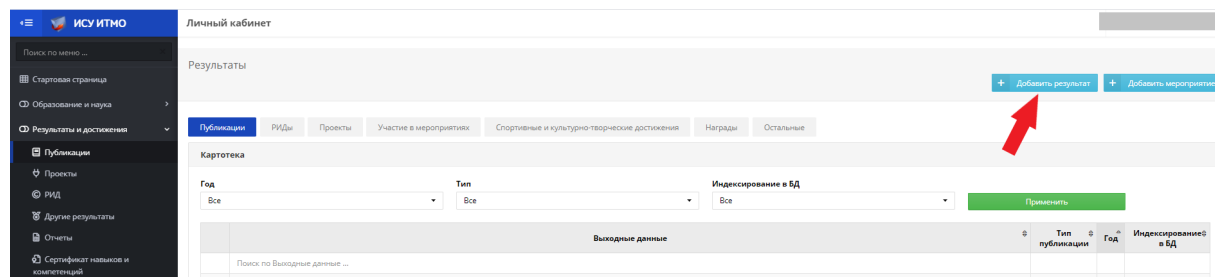 ИСУ ИТМО
Личный кабинет
Поиск по меню ...
Результаты
Стартовая страница
+ Добавить результат
+ Добавить мероприятие
Образование и наука
Результаты и достижения
Публикации
РИДы
Проекты
Участие в мероприятиях
Спортивные и культурно-творческие достижения
Награды
Остальные
Публикации
Картотека
Проекты
Год
Тип
Индексирование в БД
РИД
Все
Все
Все
Применить
Другие результаты
Отчеты
Выходные данные
Тип
публикации
Год
Индексирование
в БД
Сертификат навыков и
компетенций
Поиск по Выходные данные ...